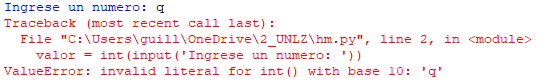 Ingrese un numero: q
Traceback (most recent call last):
  File "C:\Users\guill\OneDrive\2_UNLZ\hm.py", line 2, in <module>
    valor = int(input('Ingrese un numero: '))
ValueError: invalid literal for int() with base 10: 'q'